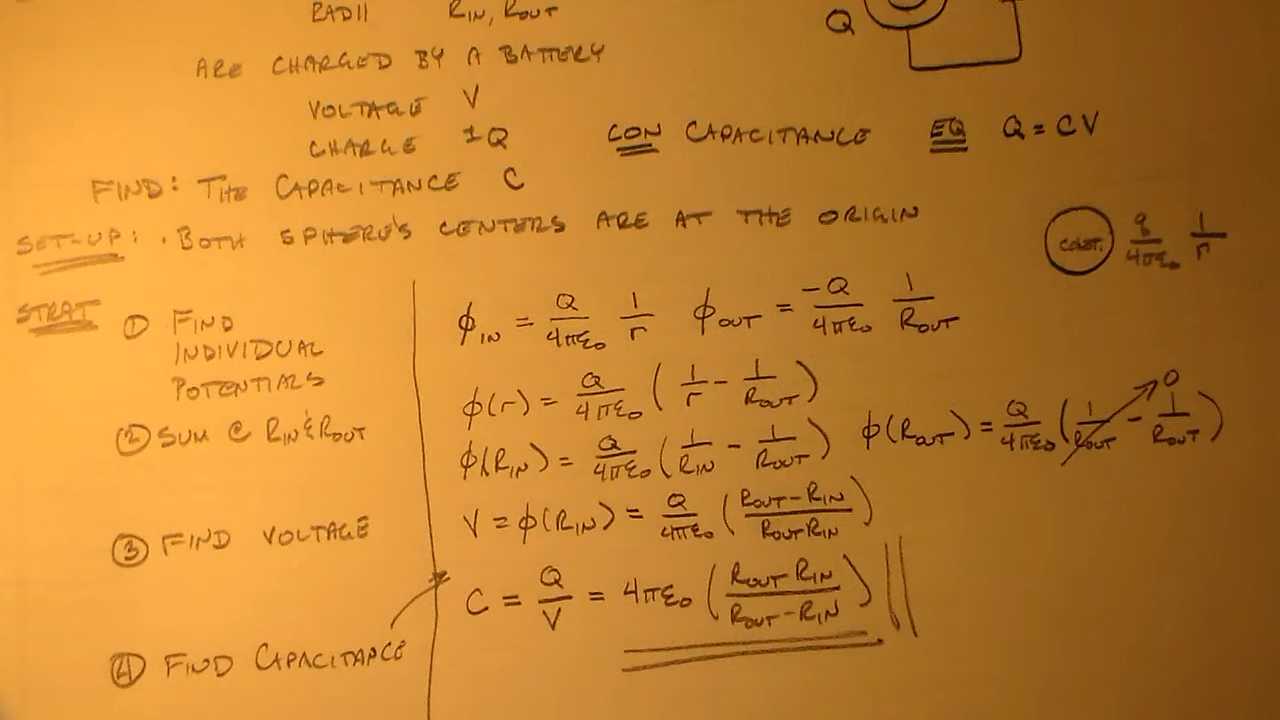 RADII RIN, ROUT
Q
ARE CHARGED BY A BATTERY
VOLTAGE V
CHARGE ±Q CON CAPACITANCE EQ Q = CV
FIND: THE CAPACITANCE C
SET-UP: · BOTH SPHERE'S CENTERS ARE AT THE ORIGIN
CONST. q/4πε₀ 1/r
STRAT ① FIND INDIVIDUAL POTENTIALS
ϕIN = Q/4πε₀ 1/r ϕOUT = -Q/4πε₀ 1/ROUT
ϕ(r) = Q/4πε₀ (1/r - 1/ROUT)
② SUM @ RIN & ROUT
ϕ(RIN) = Q/4πε₀ (1/RIN - 1/ROUT) ϕ(ROUT) = Q/4πε₀ (1/ROUT - 1/ROUT) 0
③ FIND VOLTAGE
V = ϕ(RIN) = Q/4πε₀ (ROUT - RIN/ROUT RIN)
C = Q/V = 4πε₀ (ROUT RIN/ROUT - RIN)
④ FIND CAPACITANCE